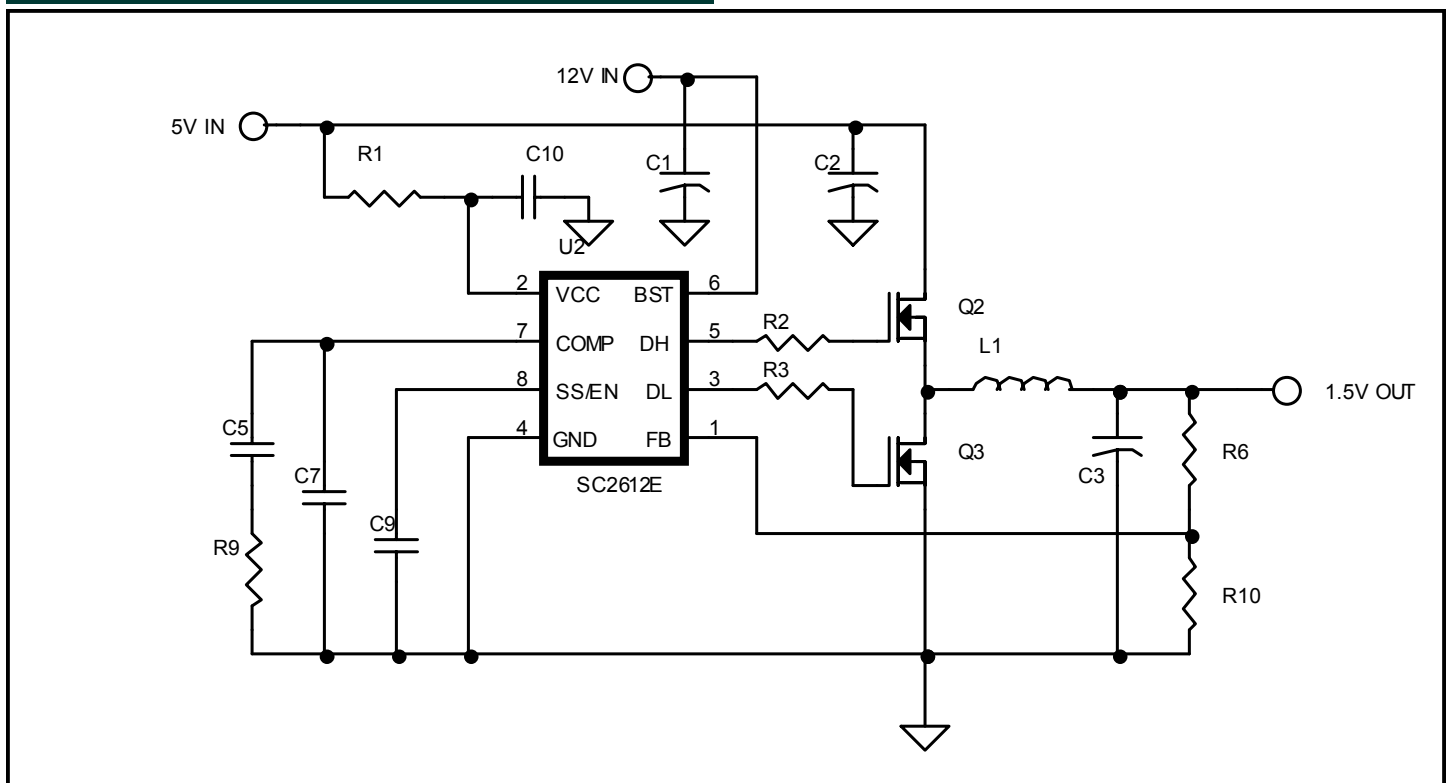 12V IN
5V IN
R1
C10
C1
C2
U2
2
VCC
BST
6
7
COMP
DH
5
R2
Q2
L1
8
SS/EN
DL
3
R3
1.5V OUT
4
GND
FB
1
Q3
C5
C7
C3
R6
SC2612E
C9
R9
R10